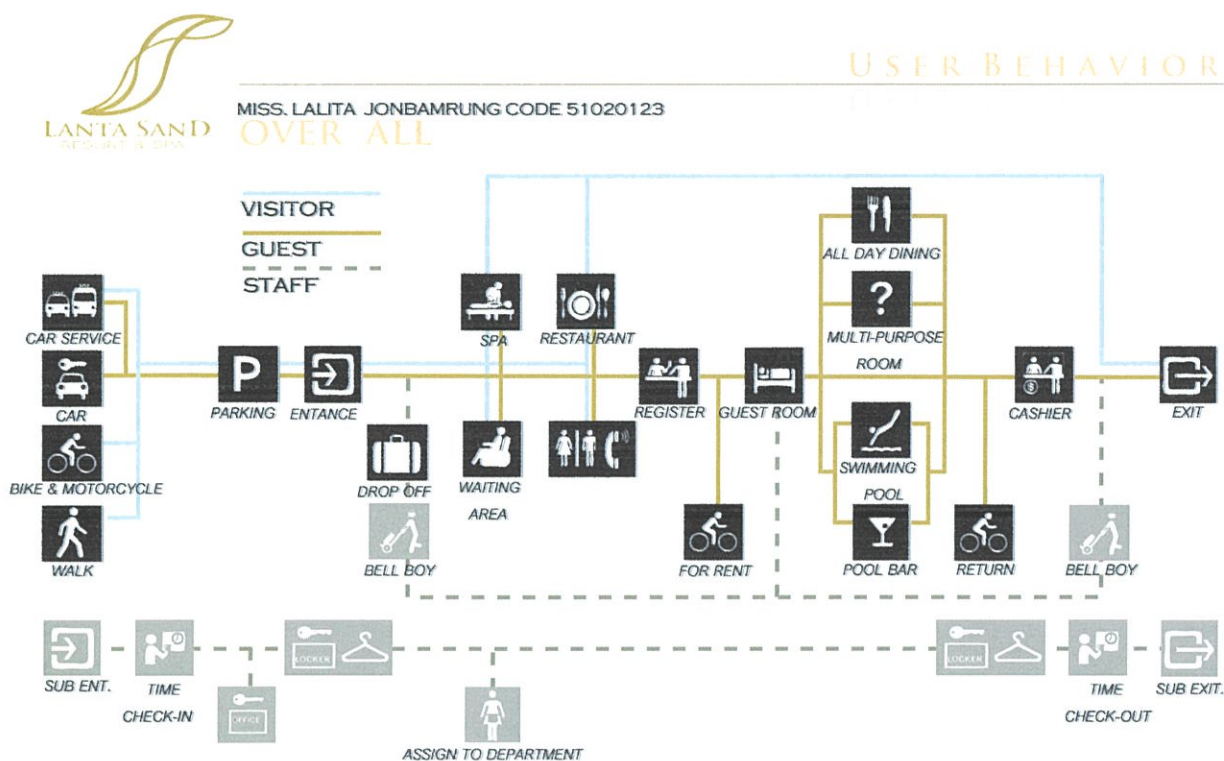 USER BEHAVIOR
LANTA SAND
RESORT & SPA
MISS. LALITA JONBAMRUNG CODE 51020123
OVER ALL
VISITOR
GUEST
STAFF
ALL DAY DINING
CAR SERVICE
SPA
RESTAURANT
?
MULTI-PURPOSE
ROOM
CAR
P
PARKING
ENTANCE
REGISTER
GUEST ROOM
$
CASHIER
EXIT
BIKE & MOTORCYCLE
DROP OFF
WAITING
AREA
SWIMMING
POOL
WALK
BELL BOY
FOR RENT
POOL BAR
RETURN
BELL BOY
SUB ENT.
TIME
CHECK-IN
LOCKER
OFFICE
ASSIGN TO DEPARTMENT
LOCKER
TIME
CHECK-OUT
SUB EXIT.